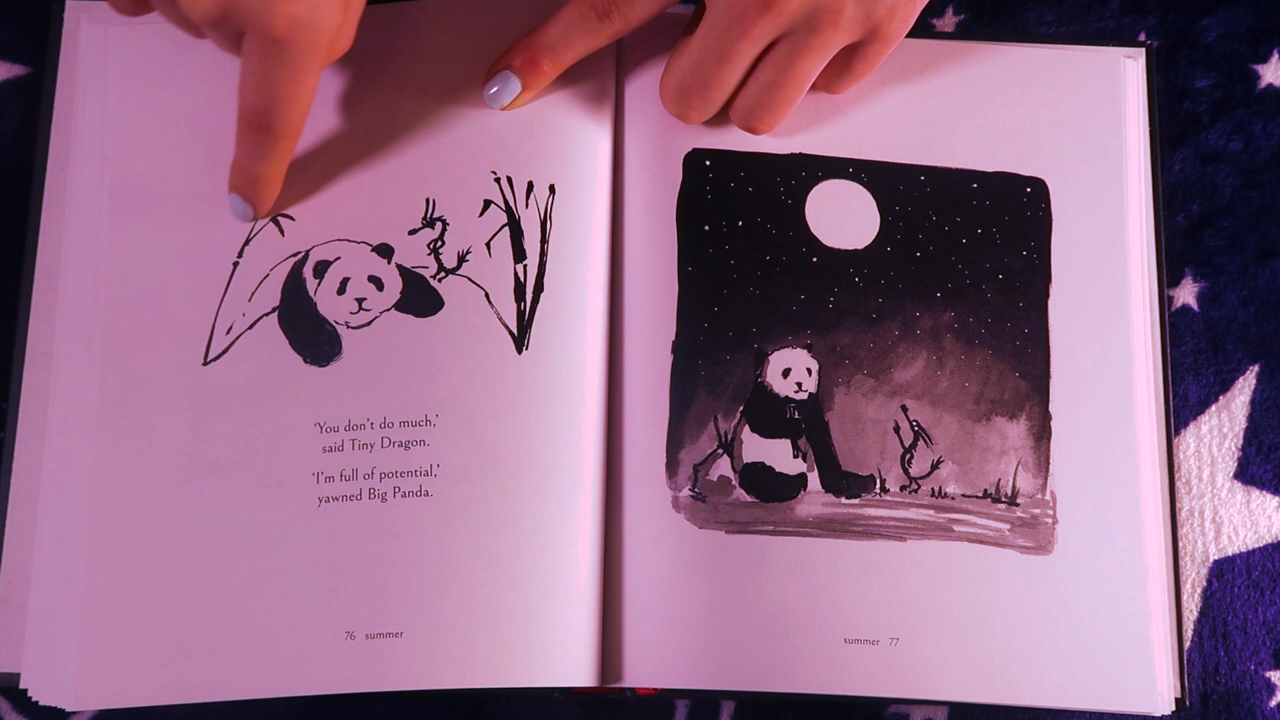 ‘You don’t do much,’
said Tiny Dragon.
‘I’m full of potential,’
yawned Big Panda.
76 summer
summer 77